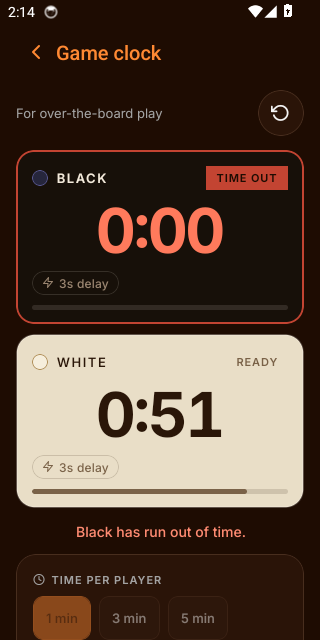 2:14
Game clock
For over-the-board play
BLACK
TIME OUT
0:00
3s delay
WHITE
READY
0:51
3s delay
Black has run out of time.
TIME PER PLAYER
1 min
3 min
5 min